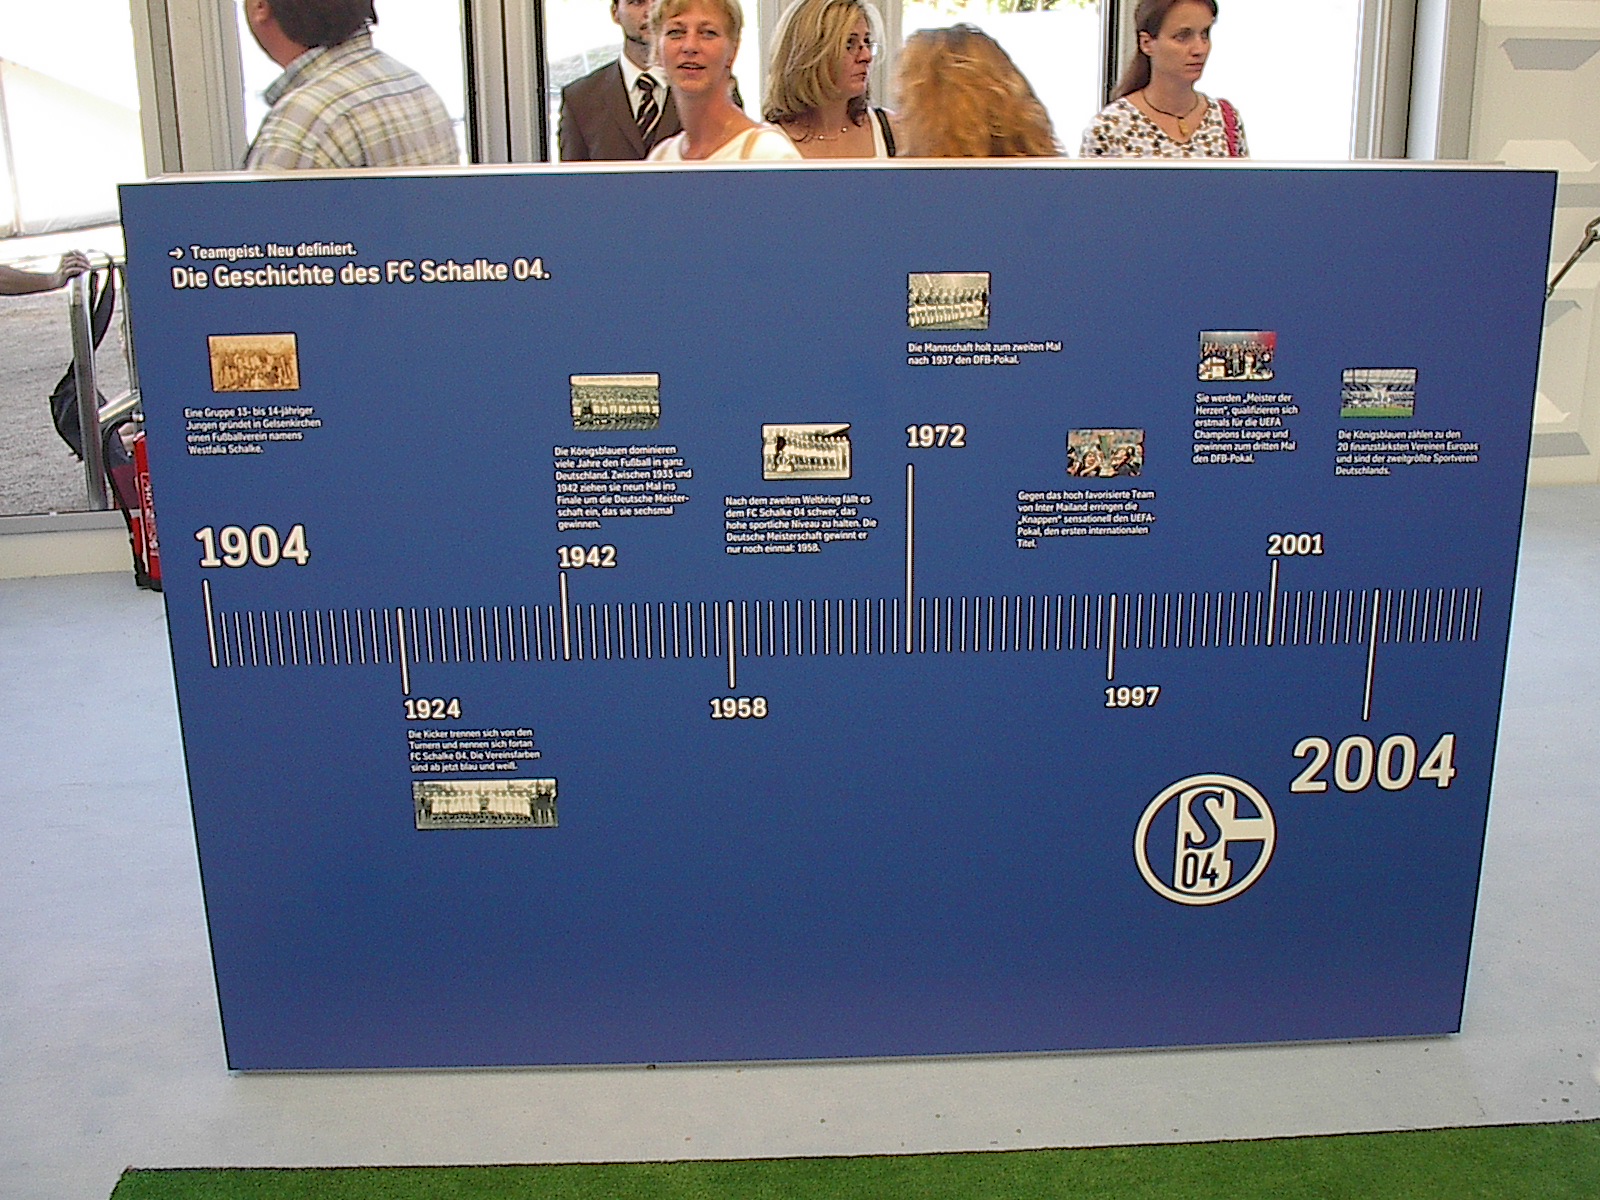 → Teamgeist. Neu definiert.
Die Geschichte des FC Schalke 04.
Eine Gruppe 13- bis 14-jähriger
Jungen gründet in Gelsenkirchen
einen Fußballverein namens
Westfalia Schalke.
1904
1924
Die Kicker trennen sich von den
Turnern und nennen sich fortan
FC Schalke 04. Die Vereinsfarben
sind ab jetzt blau und weiß.
Die Königsblauen dominieren
viele Jahre den Fußball in ganz
Deutschland. Zwischen 1933 und
1942 ziehen sie neun Mal ins
Finale um die Deutsche Meister-
schaft ein, das sie sechsmal
gewinnen.
1942
Nach dem zweiten Weltkrieg fällt es
dem FC Schalke 04 schwer, das
hohe sportliche Niveau zu halten. Die
Deutsche Meisterschaft gewinnt er
nur noch einmal: 1958.
1958
Die Mannschaft holt zum zweiten Mal
nach 1937 den DFB-Pokal.
1972
Gegen das hoch favorisierte Team
von Inter Mailand erringen die
„Knappen“ sensationell den UEFA-
Pokal, den ersten internationalen
Titel.
1997
Sie werden „Meister der
Herzen“, qualifizieren sich
erstmals für die UEFA
Champions League und
gewinnen zum dritten Mal
den DFB-Pokal.
2001
Die Königsblauen zählen zu den
20 finanzstärksten Vereinen Europas
und sind der zweitgrößte Sportverein
Deutschlands.
2004
S
04